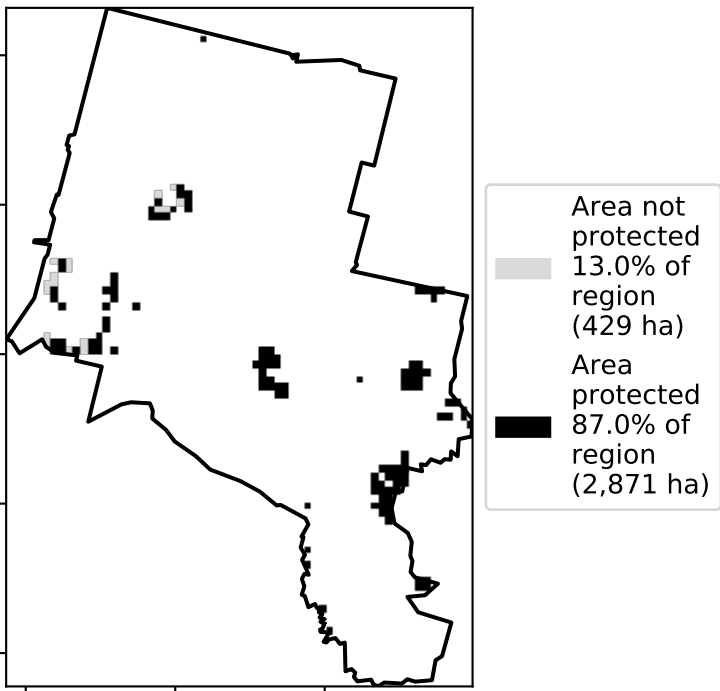 Area not
protected
13.0% of
region
(429 ha)
Area
protected
87.0% of
region
(2,871 ha)